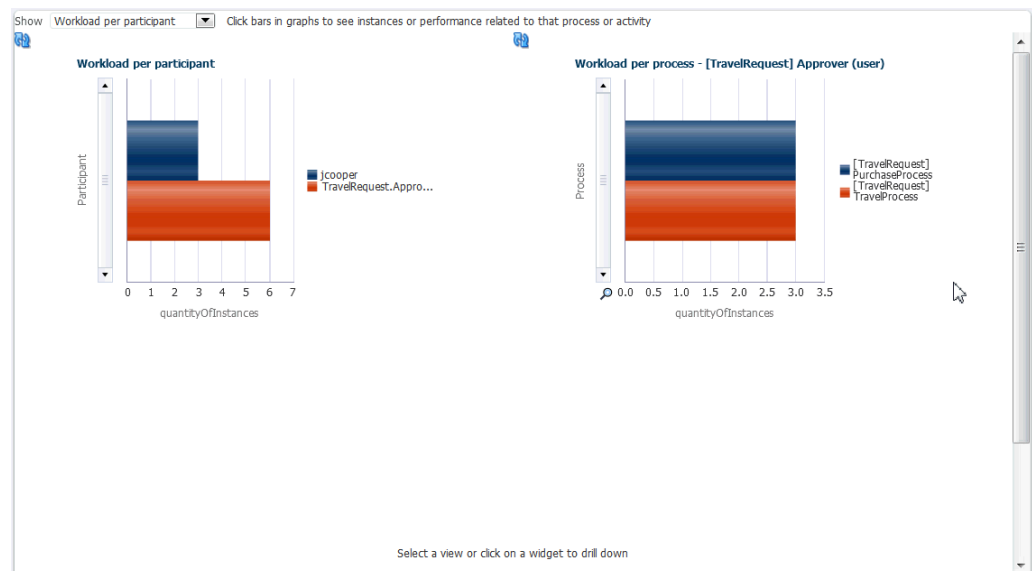 Show Workload per participant Click bars in graphs to see instances or performance related to that process or activity
Workload per participant
Participant
jcooper
TravelRequest.Appro...
0 1 2 3 4 5 6 7
quantityOfInstances
Workload per process - [TravelRequest] Approver (user)
Process
[TravelRequest]
PurchaseProcess
[TravelRequest]
TravelProcess
0.0 0.5 1.0 1.5 2.0 2.5 3.0 3.5
quantityOfInstances
Select a view or click on a widget to drill down